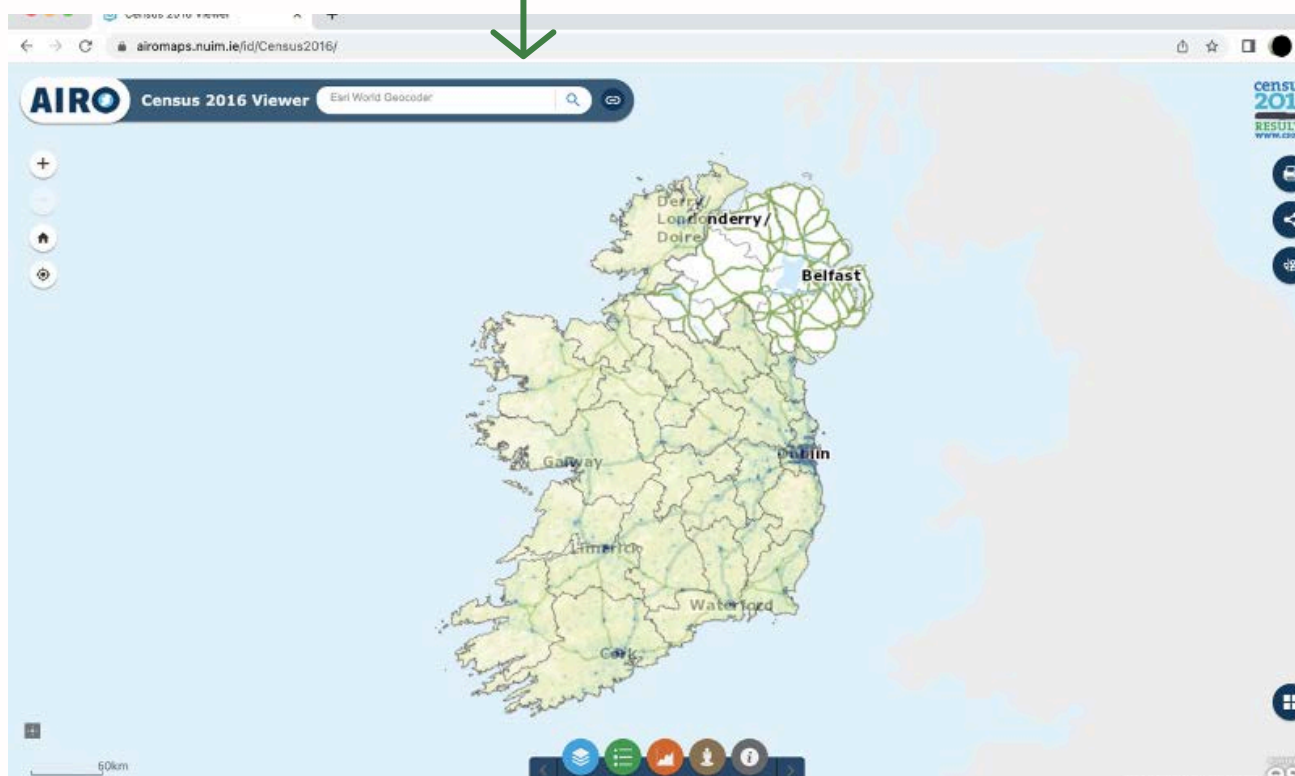 Census 2016 Viewer
airomaps.nuim.ie/id/Census2016/
AIRO
Census 2016 Viewer
Esri World Geocoder
Derry/
Londonderry/
Doire
Belfast
Dublin
Galway
Limerick
Waterford
Cork
60km